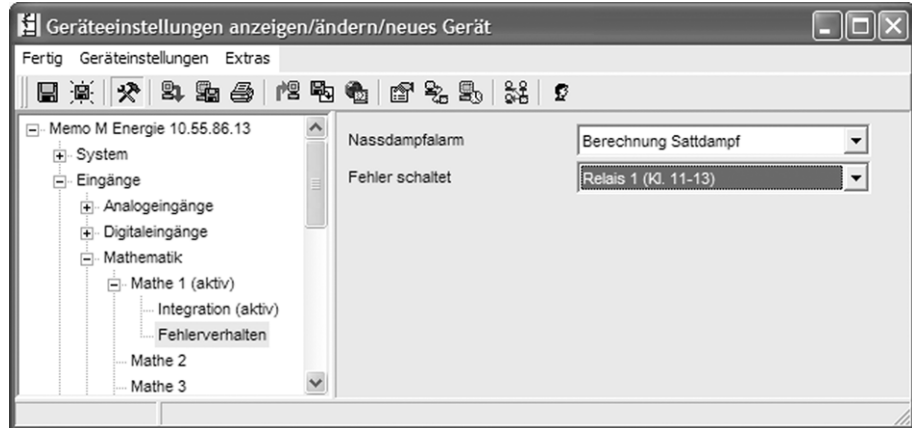 Geräteeinstellungen anzeigen/ändern/neues Gerät
Fertig Geräteinstellungen Extras
Memo M Energie 10.55.86.13
System
Eingänge
Analogeingänge
Digitaleingänge
Mathematik
Mathe 1 (aktiv)
Integration (aktiv)
Fehlerverhalten
Mathe 2
Mathe 3
Nassdampfalarm Berechnung Sattdampf
Fehler schaltet Relais 1 (Kl. 11-13)